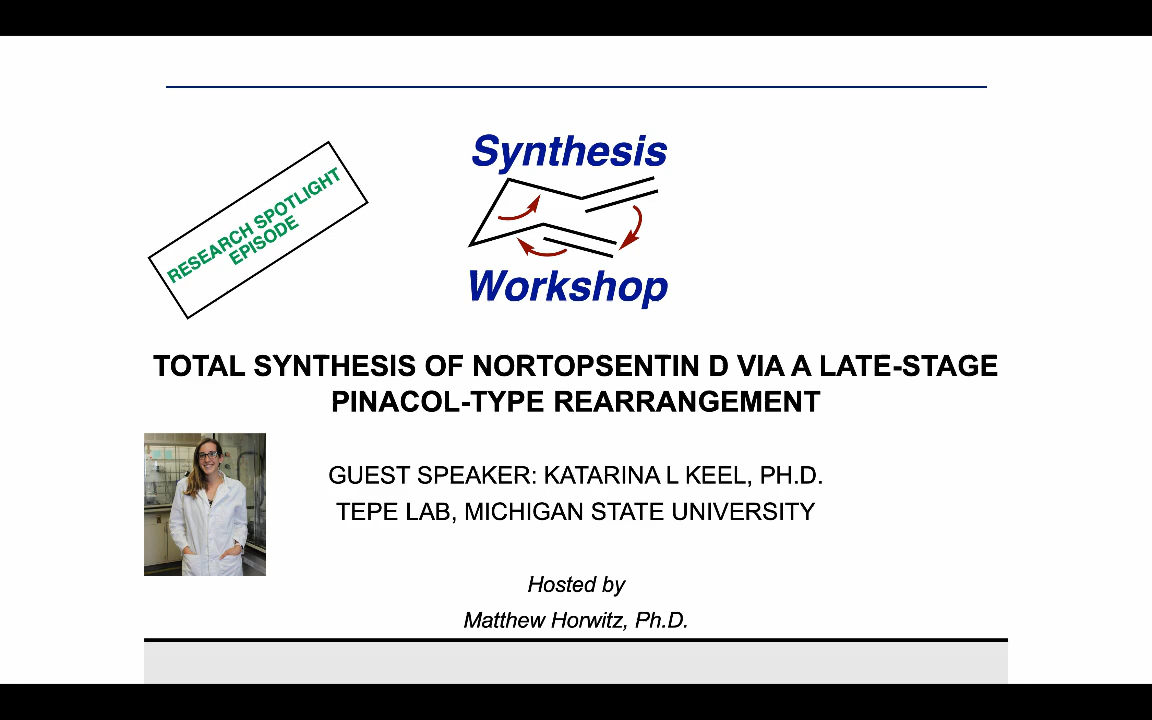 Synthesis
RESEARCH SPOTLIGHT
EPISODE
Workshop
TOTAL SYNTHESIS OF NORTOPSENTIN D VIA A LATE-STAGE
PINACOL-TYPE REARRANGEMENT
GUEST SPEAKER: KATARINA L KEEL, PH.D.
TEPE LAB, MICHIGAN STATE UNIVERSITY
Hosted by
Matthew Horwitz, Ph.D.